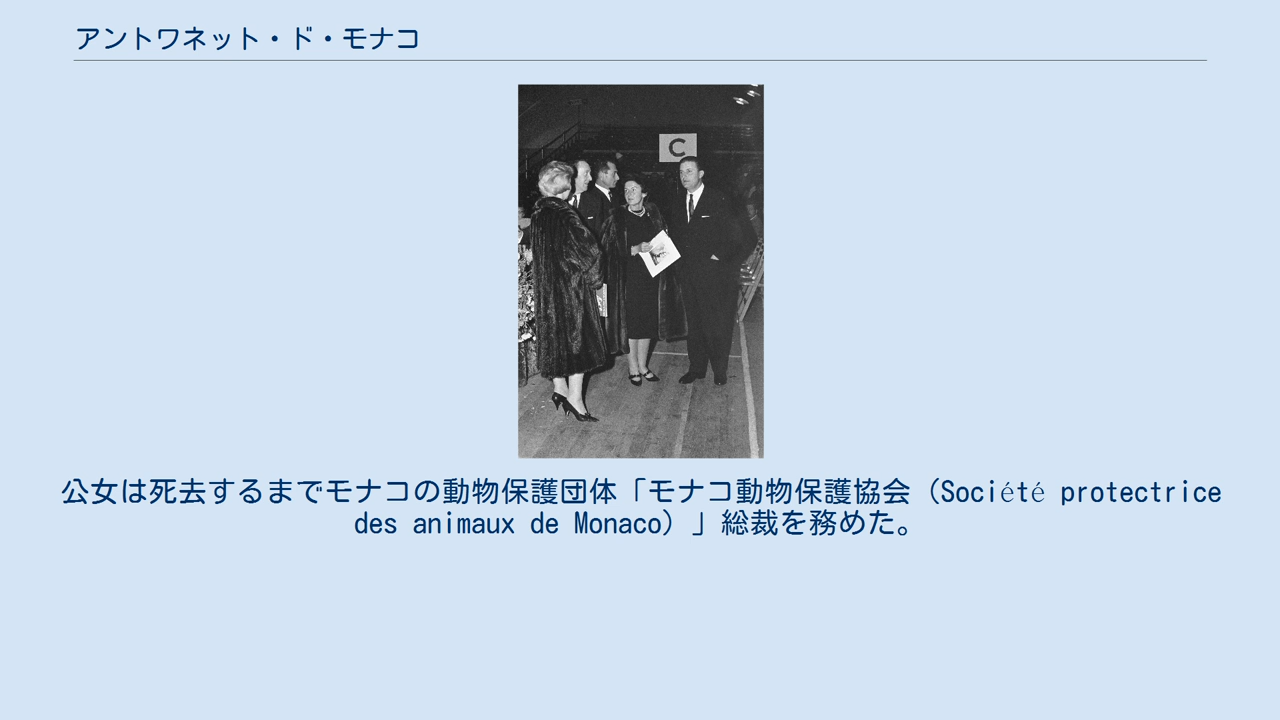 アントワネット・ド・モナコ
C
公女は死去するまでモナコの動物保護団体「モナコ動物保護協会（Société protectrice
des animaux de Monaco）」総裁を務めた。